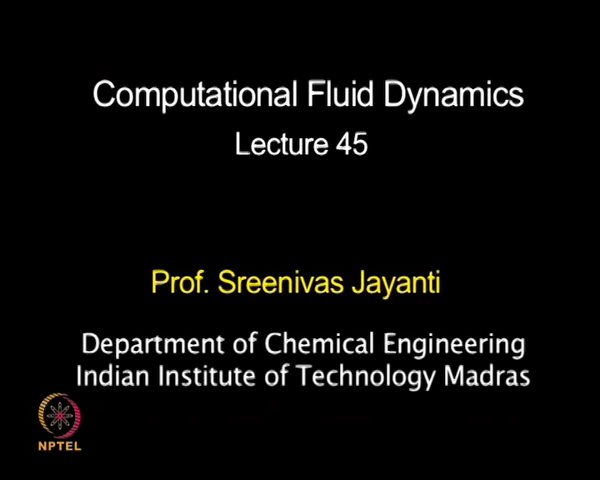 Computational Fluid Dynamics
Lecture 45
Prof. Sreenivas Jayanti
Department of Chemical Engineering
Indian Institute of Technology Madras
NPTEL